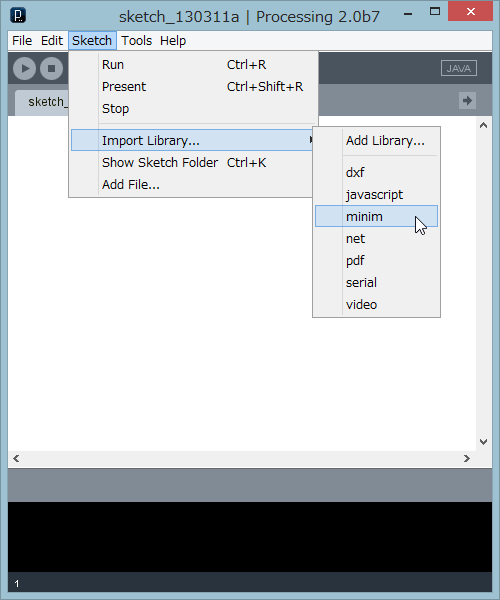 sketch_130311a | Processing 2.0b7
File Edit Sketch Tools Help
JAVA
sketch_
Run Ctrl+R
Present Ctrl+Shift+R
Stop
Import Library...
Show Sketch Folder Ctrl+K
Add File...
Add Library...
dxf
javascript
minim
net
pdf
serial
video
1